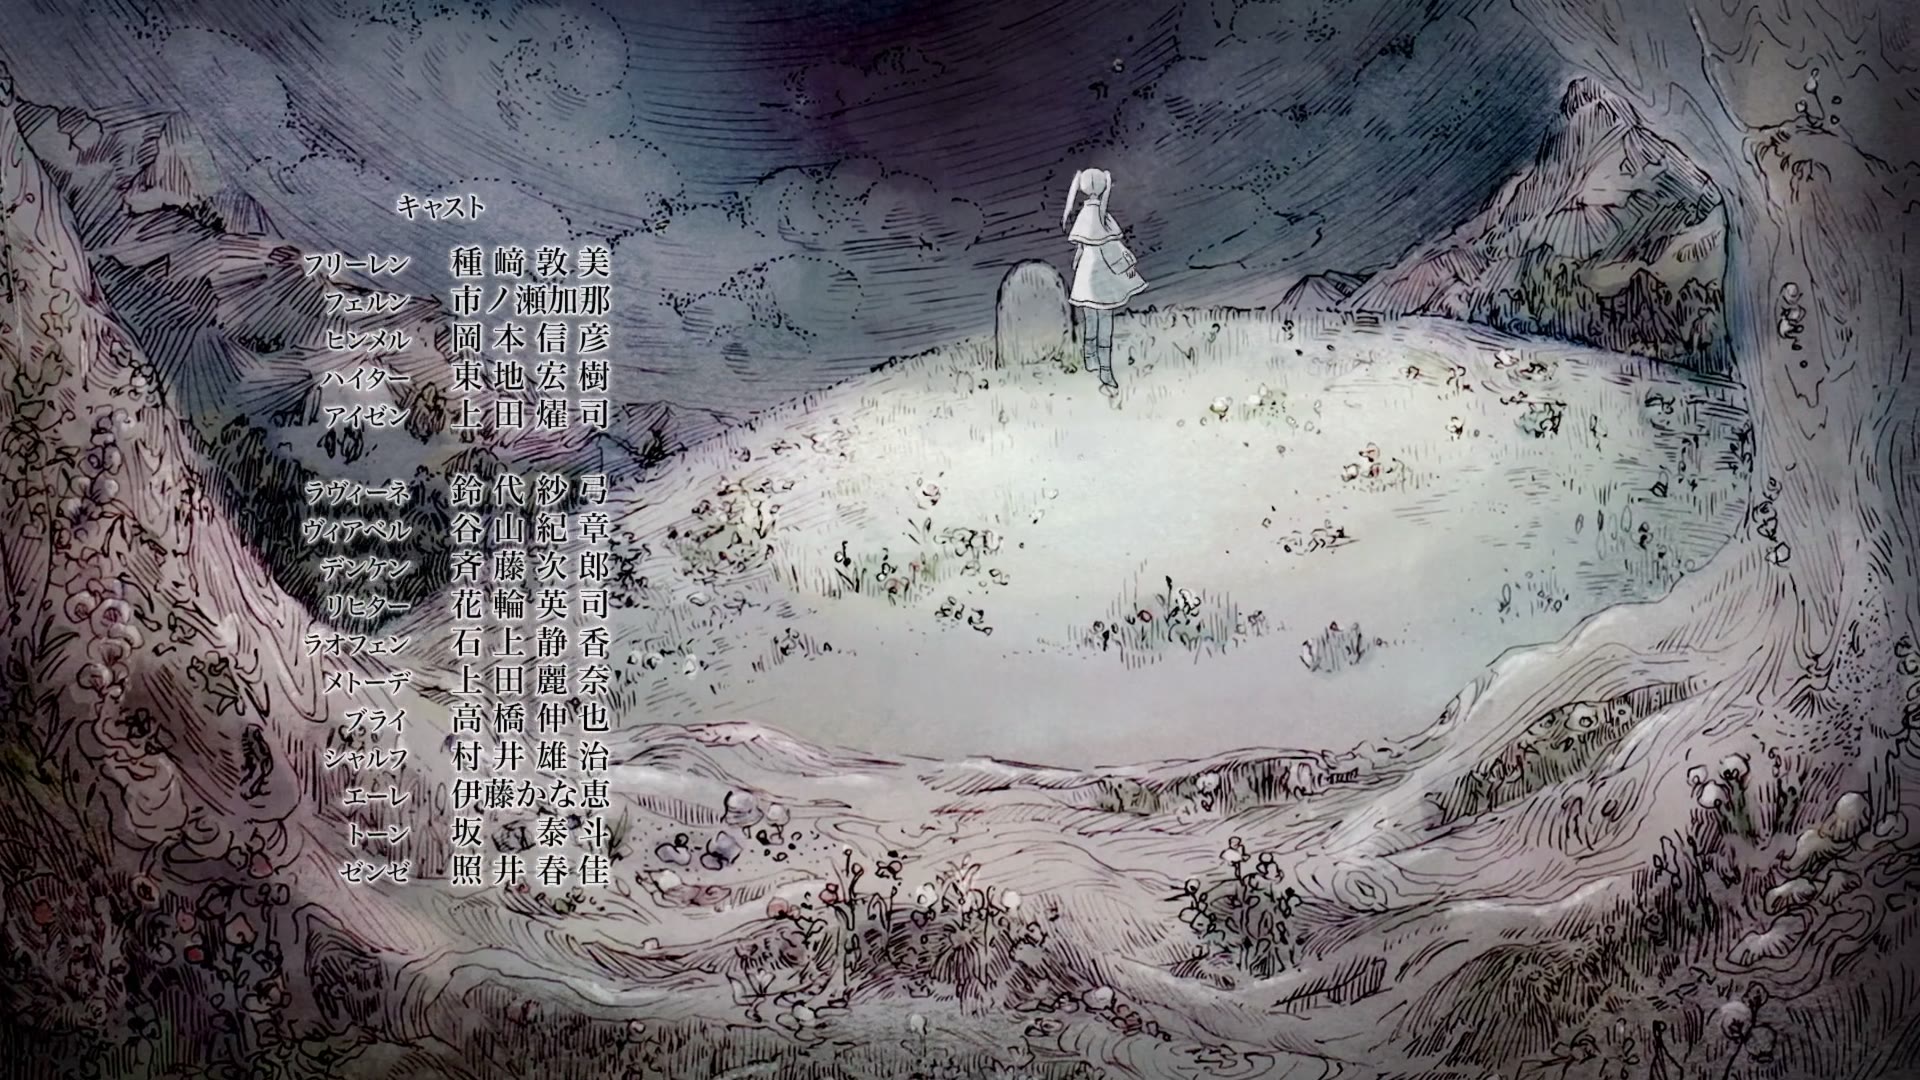 キャスト
フリーレン 種﨑敦美
フェルン 市ノ瀬加那
ヒンメル 岡本信彦
ハイター 東地宏樹
アイゼン 上田燿司
ラヴィーネ 鈴代紗弓
ヴィアベル 谷山紀章
デンケン 斉藤次郎
リヒター 花輪英司
ラオフェン 石上静香
メトーデ 上田麗奈
ブライ 高橋伸也
シャルフ 村井雄治
エーレ 伊藤かな恵
トーン 坂泰斗
ゼンゼ 照井春佳